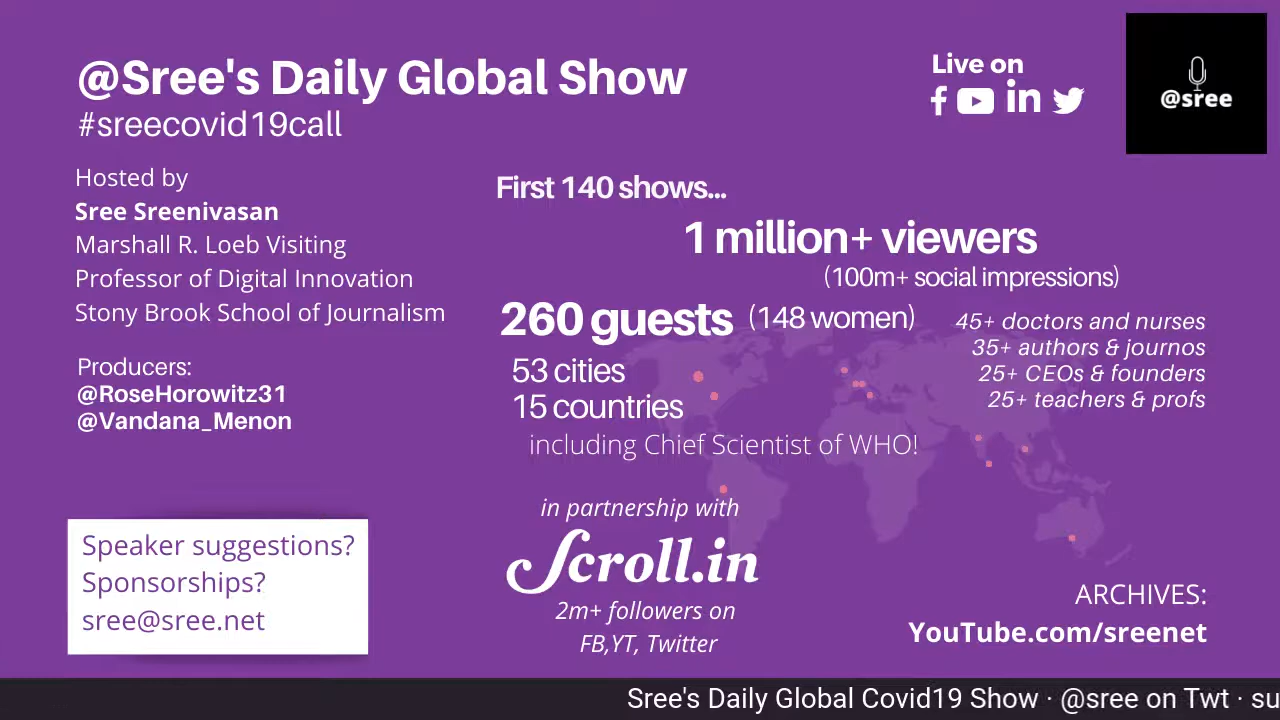 @Sree's Daily Global Show
#sreecovid19call
Live on
@sree
Hosted by
Sree Sreenivasan
Marshall R. Loeb Visiting
Professor of Digital Innovation
Stony Brook School of Journalism
Producers:
@RoseHorowitz31
@Vandana_Menon
First 140 shows...
1 million+ viewers
(100m+ social impressions)
260 guests (148 women)
53 cities
15 countries
including Chief Scientist of WHO!
45+ doctors and nurses
35+ authors & journos
25+ CEOs & founders
25+ teachers & profs
in partnership with
Scroll.in
2m+ followers on
FB,YT, Twitter
Speaker suggestions?
Sponsorships?
sree@sree.net
ARCHIVES:
YouTube.com/sreenet
Sree's Daily Global Covid19 Show · @sree on Twt · su